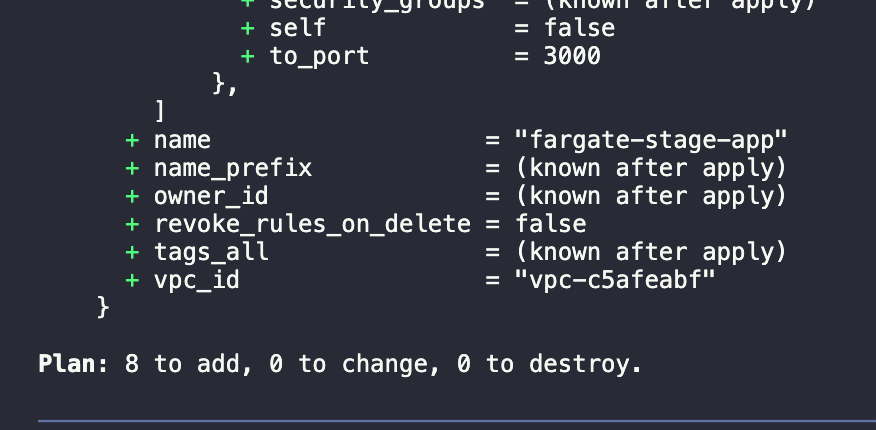 + security_groups = (known after apply)
+ self = false
+ to_port = 3000
},
]
+ name = "fargate-stage-app"
+ name_prefix = (known after apply)
+ owner_id = (known after apply)
+ revoke_rules_on_delete = false
+ tags_all = (known after apply)
+ vpc_id = "vpc-c5afeabf"
}
Plan: 8 to add, 0 to change, 0 to destroy.